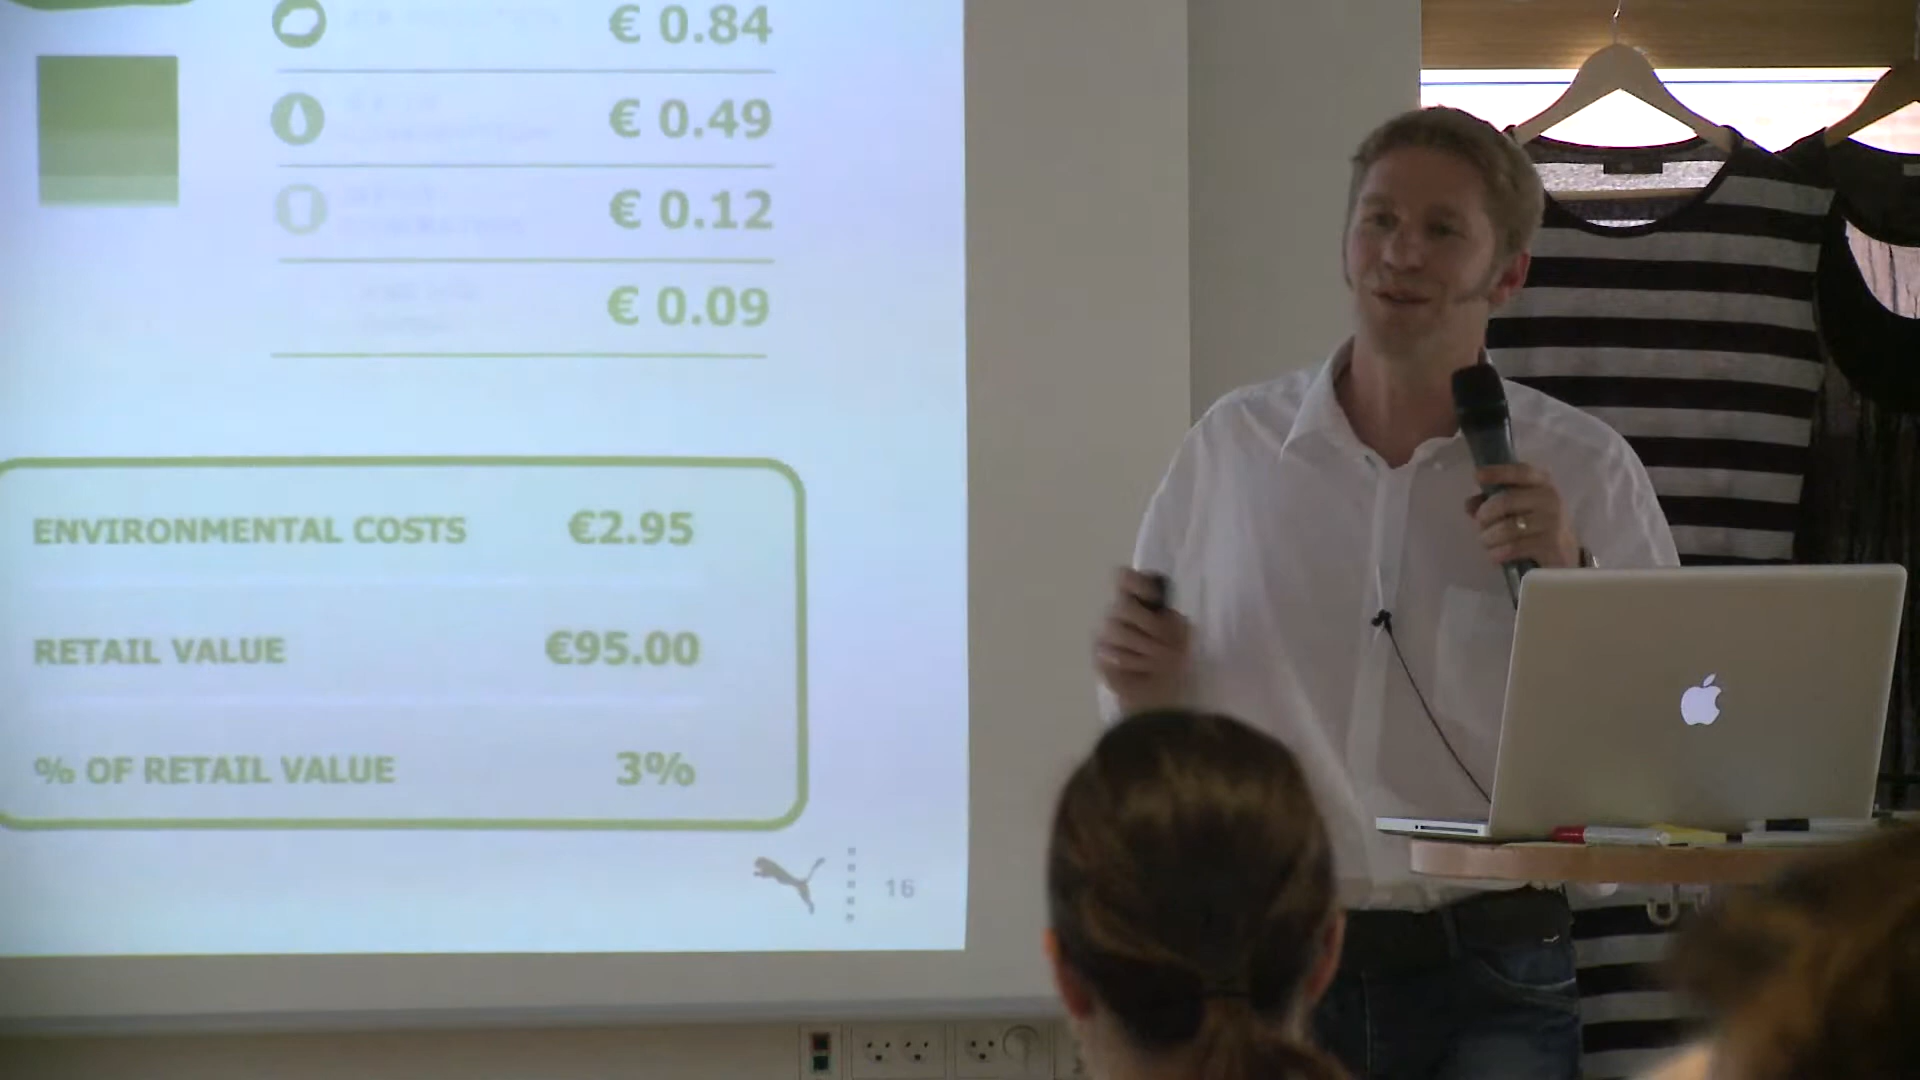 € 0.84
€ 0.49
€ 0.12
€ 0.09
ENVIRONMENTAL COSTS €2.95
RETAIL VALUE €95.00
% OF RETAIL VALUE 3%
16